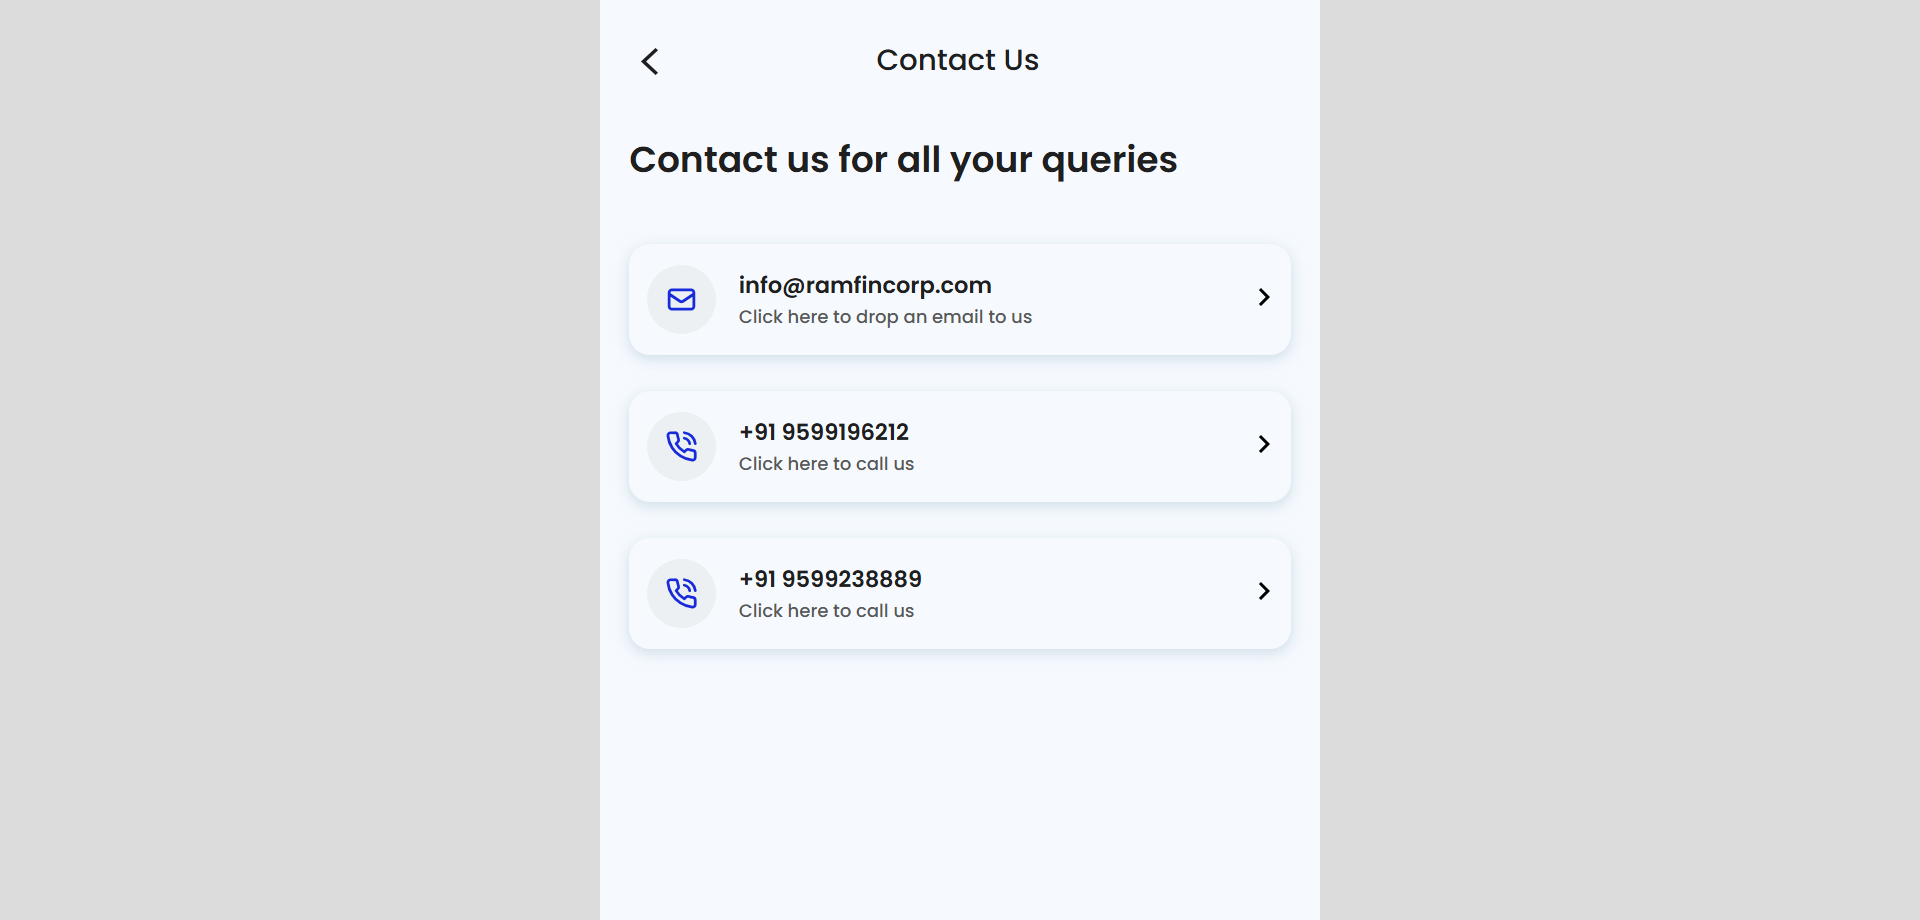 Contact Us
Contact us for all your queries
info@ramfincorp.com
Click here to drop an email to us
+91 9599196212
Click here to call us
+91 9599238889
Click here to call us